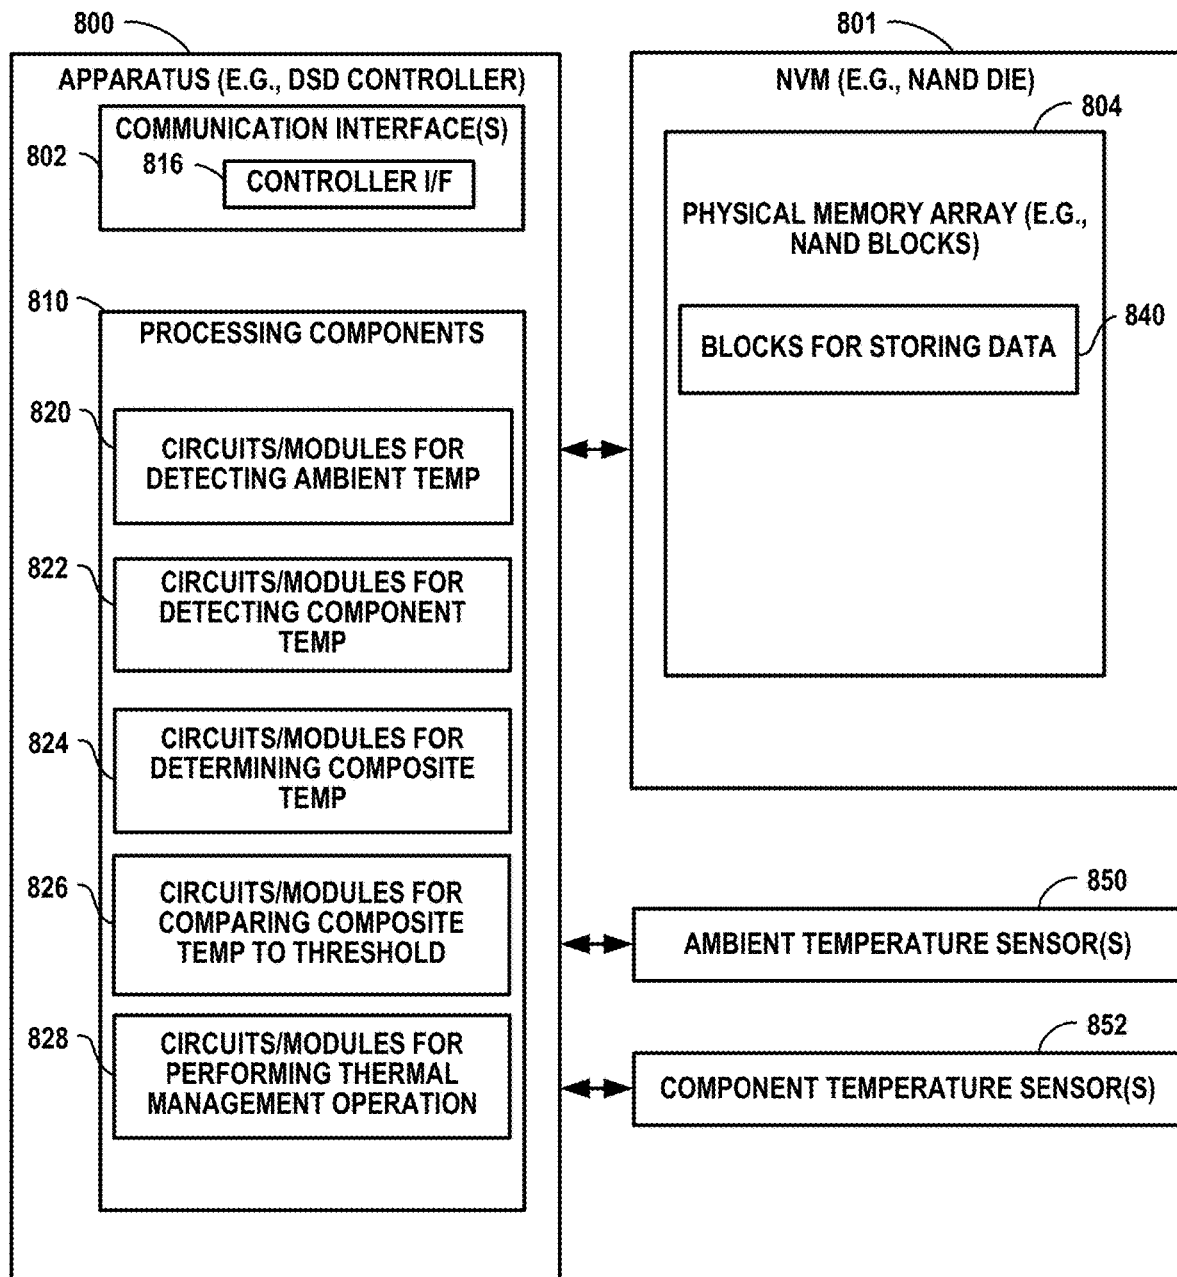 800
APPARATUS (E.G., DSD CONTROLLER)
COMMUNICATION INTERFACE(S)
802
816
CONTROLLER I/F
810
PROCESSING COMPONENTS
820
CIRCUITS/MODULES FOR
DETECTING AMBIENT TEMP
822
CIRCUITS/MODULES FOR
DETECTING COMPONENT
TEMP
824
CIRCUITS/MODULES FOR
DETERMINING COMPOSITE
TEMP
826
CIRCUITS/MODULES FOR
COMPARING COMPOSITE
TEMP TO THRESHOLD
828
CIRCUITS/MODULES FOR
PERFORMING THERMAL
MANAGEMENT OPERATION
801
NVM (E.G., NAND DIE)
804
PHYSICAL MEMORY ARRAY (E.G.,
NAND BLOCKS)
840
BLOCKS FOR STORING DATA
850
AMBIENT TEMPERATURE SENSOR(S)
852
COMPONENT TEMPERATURE SENSOR(S)